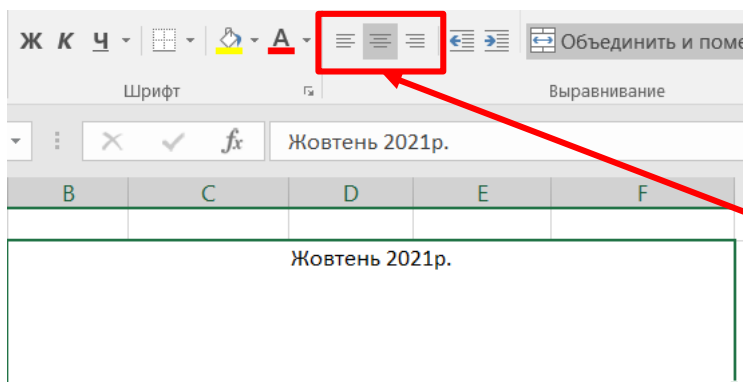 Ж К Ч А Объединить и поме
Шрифт Выравнивание
fx Жовтень 2021р.
B C D E F
Жовтень 2021р.